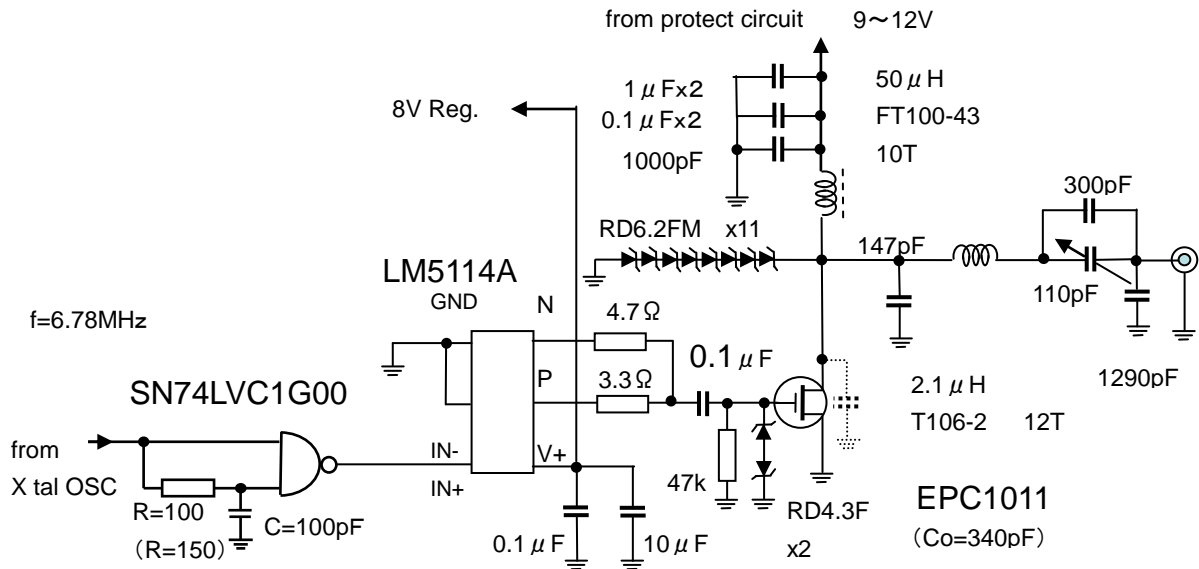 from protect circuit 9～12V
1μFx2
0.1μFx2
1000pF
50μH
FT100-43
10T
8V Reg.
300pF
RD6.2FM x11
147pF
110pF
1290pF
LM5114A
GND
N
4.7Ω
P
3.3Ω
0.1μF
f=6.78MHz
SN74LVC1G00
from
X tal OSC
R=100
（R=150）
C=100pF
IN-
IN+
V+
0.1μF
10μF
47k
RD4.3F
x2
2.1μH
T106-2 12T
EPC1011
（Co=340pF）